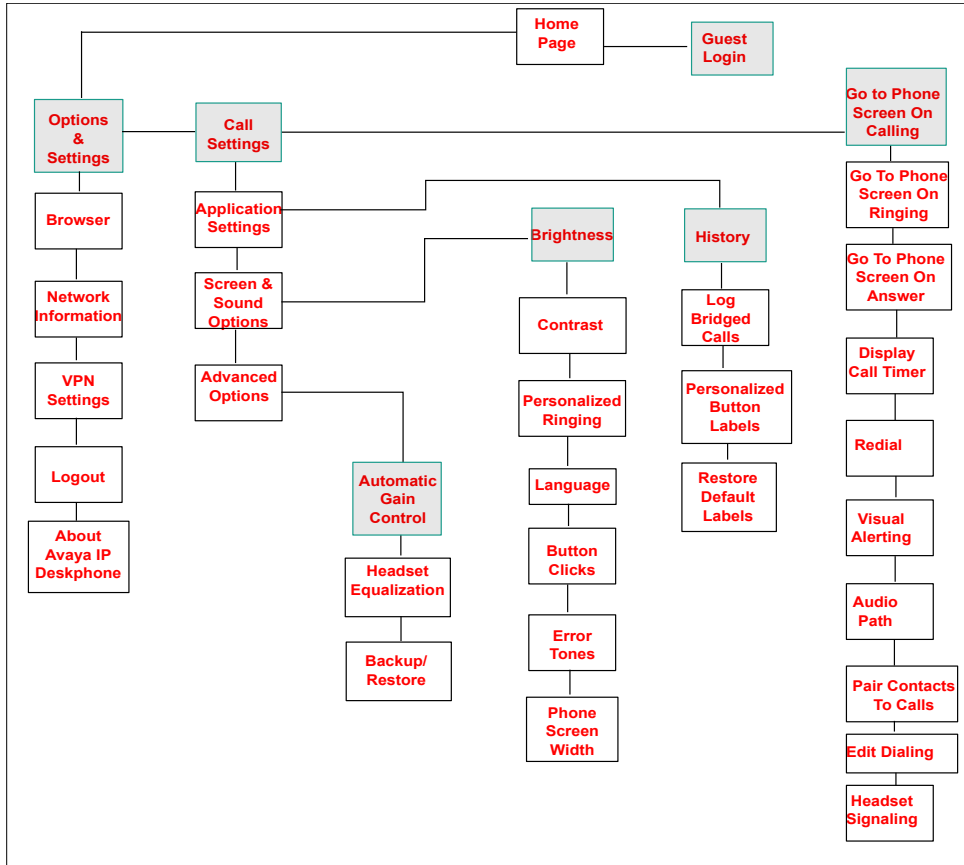 Home
Page
Guest
Login
Options
&
Settings
Call
Settings
Go to Phone
Screen On
Calling
Browser
Application
Settings
Brightness
History
Go To Phone
Screen On
Ringing
Go To Phone
Screen On
Answer
Network
Information
Screen &
Sound
Options
Contrast
Log
Bridged
Calls
Display
Call Timer
VPN
Settings
Advanced
Options
Personalized
Ringing
Personalized
Button
Labels
Redial
Logout
Automatic
Gain
Control
Language
Restore
Default
Labels
Visual
Alerting
About
Avaya IP
Deskphone
Headset
Equalization
Button
Clicks
Audio
Path
Backup/
Restore
Error
Tones
Pair Contacts
To Calls
Phone
Screen
Width
Edit Dialing
Headset
Signaling